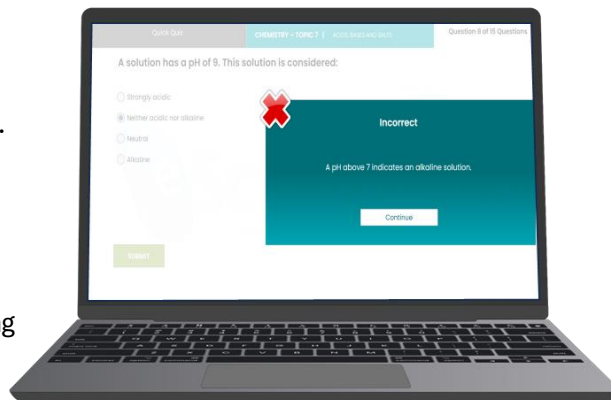 .
g
Quick Quiz
CHEMISTRY - TOPIC 7 | ACIDS, BASES AND SALTS
Question 8 of 15 Questions
A solution has a pH of 9. This solution is considered:
Strongly acidic
Neither acidic nor alkaline
Neutral
Alkaline
SUBMIT
Incorrect
A pH above 7 indicates an alkaline solution.
Continue